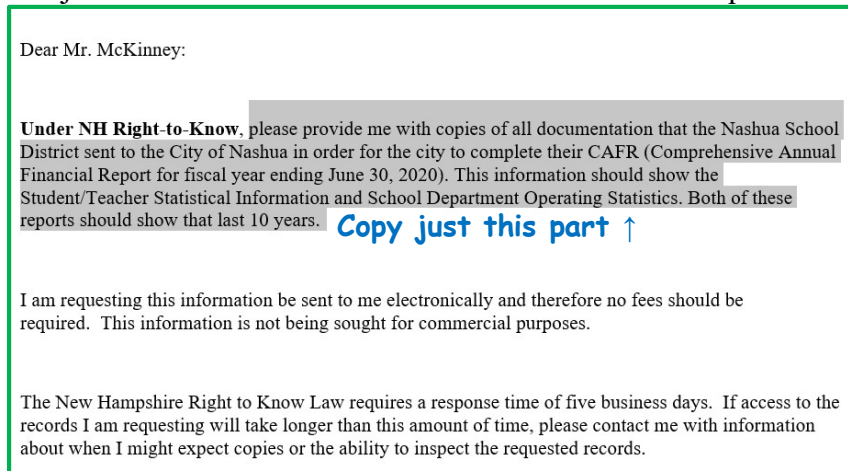 Dear Mr. McKinney:
Under NH Right-to-Know, please provide me with copies of all documentation that the Nashua School
District sent to the City of Nashua in order for the city to complete their CAFR (Comprehensive Annual
Financial Report for fiscal year ending June 30, 2020). This information should show the
Student/Teacher Statistical Information and School Department Operating Statistics. Both of these
reports should show that last 10 years. Copy just this part ↑
I am requesting this information be sent to me electronically and therefore no fees should be
required.  This information is not being sought for commercial purposes.
The New Hampshire Right to Know Law requires a response time of five business days.  If access to the
records I am requesting will take longer than this amount of time, please contact me with information
about when I might expect copies or the ability to inspect the requested records.